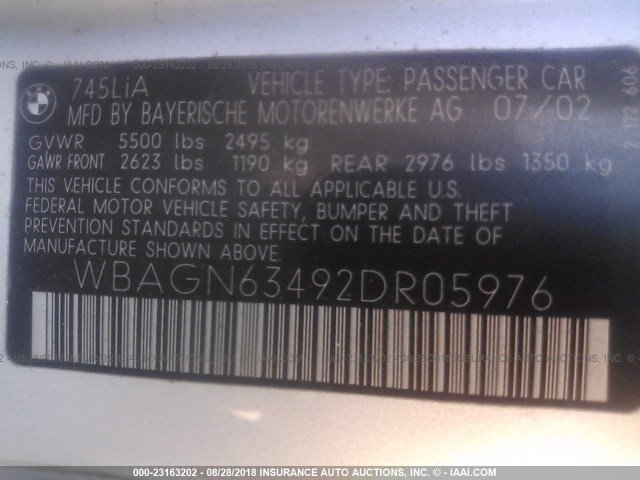 745LiA VEHICLE TYPE: PASSENGER CAR
MFD BY BAYERISCHE MOTORENWERKE AG 07/02
GVWR 5500 lbs 2495 kg
GAWR FRONT 2623 lbs 1190 kg REAR 2976 lbs 1350 kg
THIS VEHICLE CONFORMS TO ALL APPLICABLE U.S.
FEDERAL MOTOR VEHICLE SAFETY, BUMPER AND THEFT
PREVENTION STANDARDS IN EFFECT ON THE DATE OF
MANUFACTURE SHOWN ABOVE.
WBAGN63492DR05976
000-23163202 - 08/28/2018 INSURANCE AUTO AUCTIONS, INC. - © - IAAI.COM